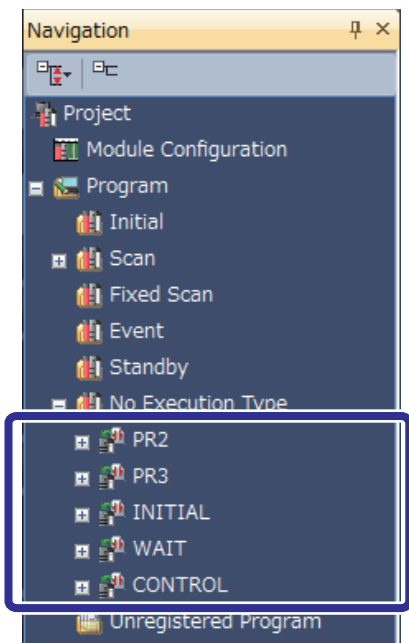 Navigation
Project
Module Configuration
Program
Initial
Scan
Fixed Scan
Event
Standby
No Execution Type
PR2
PR3
INITIAL
WAIT
CONTROL
Unregistered Program